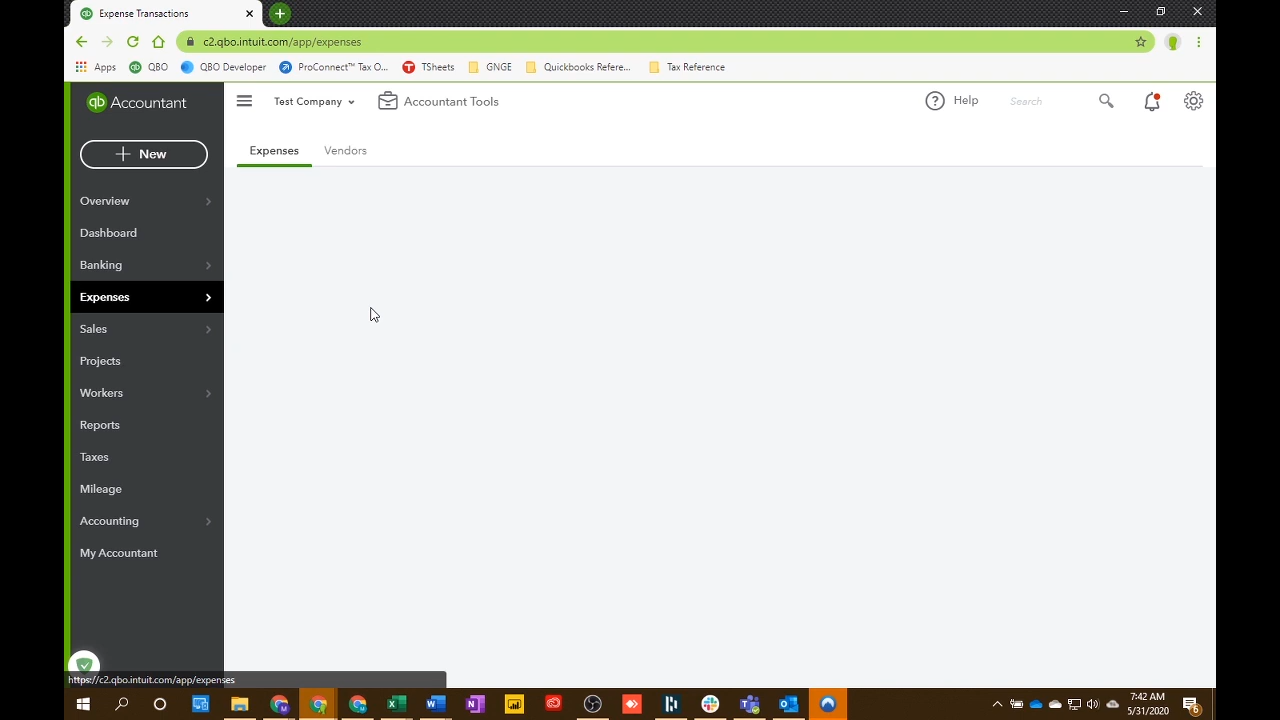 Expense Transactions
c2.qbo.intuit.com/app/expenses
Apps QBO QBO Developer ProConnect™ Tax O... TSheets GNGE Quickbooks Refere... Tax Reference
qb Accountant
Test Company
Accountant Tools
Help
Search
New
Expenses Vendors
Overview
Dashboard
Banking
Expenses
Sales
Projects
Workers
Reports
Taxes
Mileage
Accounting
My Accountant
https://c2.qbo.intuit.com/app/expenses
7:42 AM
5/31/2020